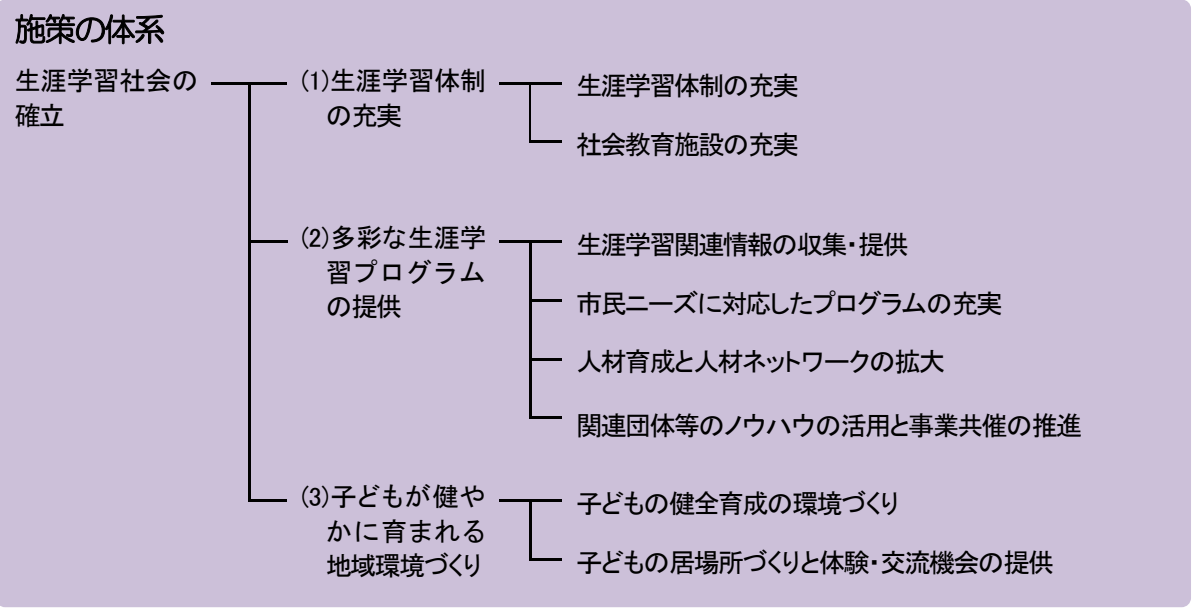 施策の体系
生涯学習社会の
確立
(1)生涯学習体制
の充実
生涯学習体制の充実
社会教育施設の充実
(2)多彩な生涯学
習プログラム
の提供
生涯学習関連情報の収集・提供
市民ニーズに対応したプログラムの充実
人材育成と人材ネットワークの拡大
関連団体等のノウハウの活用と事業共催の推進
(3)子どもが健や
かに育まれる
地域環境づくり
子どもの健全育成の環境づくり
子どもの居場所づくりと体験・交流機会の提供